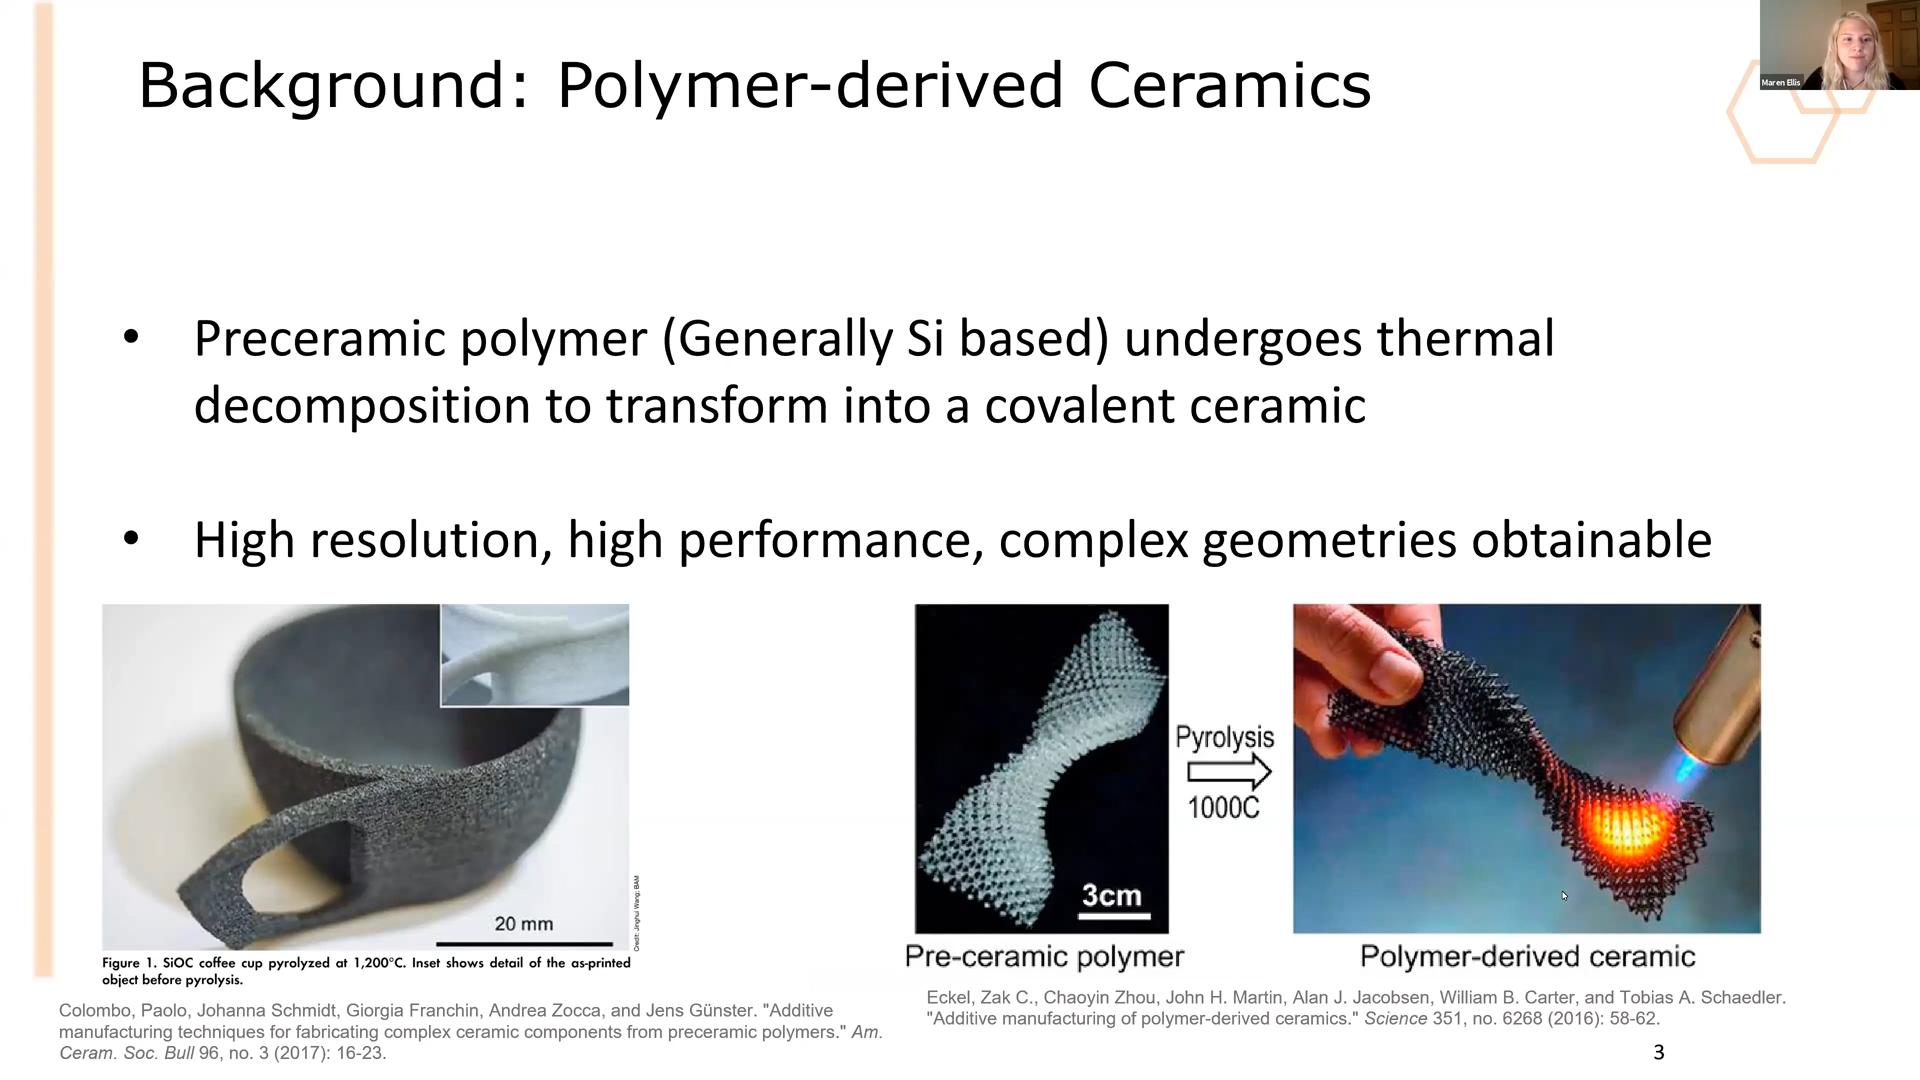 Background: Polymer-derived Ceramics
Maren Ellis
• Preceramic polymer (Generally Si based) undergoes thermal
decomposition to transform into a covalent ceramic
• High resolution, high performance, complex geometries obtainable
20 mm
Credit: Jinghui Wang; BAM
Figure 1. SiOC coffee cup pyrolyzed at 1,200°C. Inset shows detail of the as-printed
object before pyrolysis.
Colombo, Paolo, Johanna Schmidt, Giorgia Franchin, Andrea Zocca, and Jens Günster. "Additive
manufacturing techniques for fabricating complex ceramic components from preceramic polymers." Am.
Ceram. Soc. Bull 96, no. 3 (2017): 16-23.
3cm
Pyrolysis
1000C
Pre-ceramic polymer
Polymer-derived ceramic
Eckel, Zak C., Chaoyin Zhou, John H. Martin, Alan J. Jacobsen, William B. Carter, and Tobias A. Schaedler.
"Additive manufacturing of polymer-derived ceramics." Science 351, no. 6268 (2016): 58-62.
3